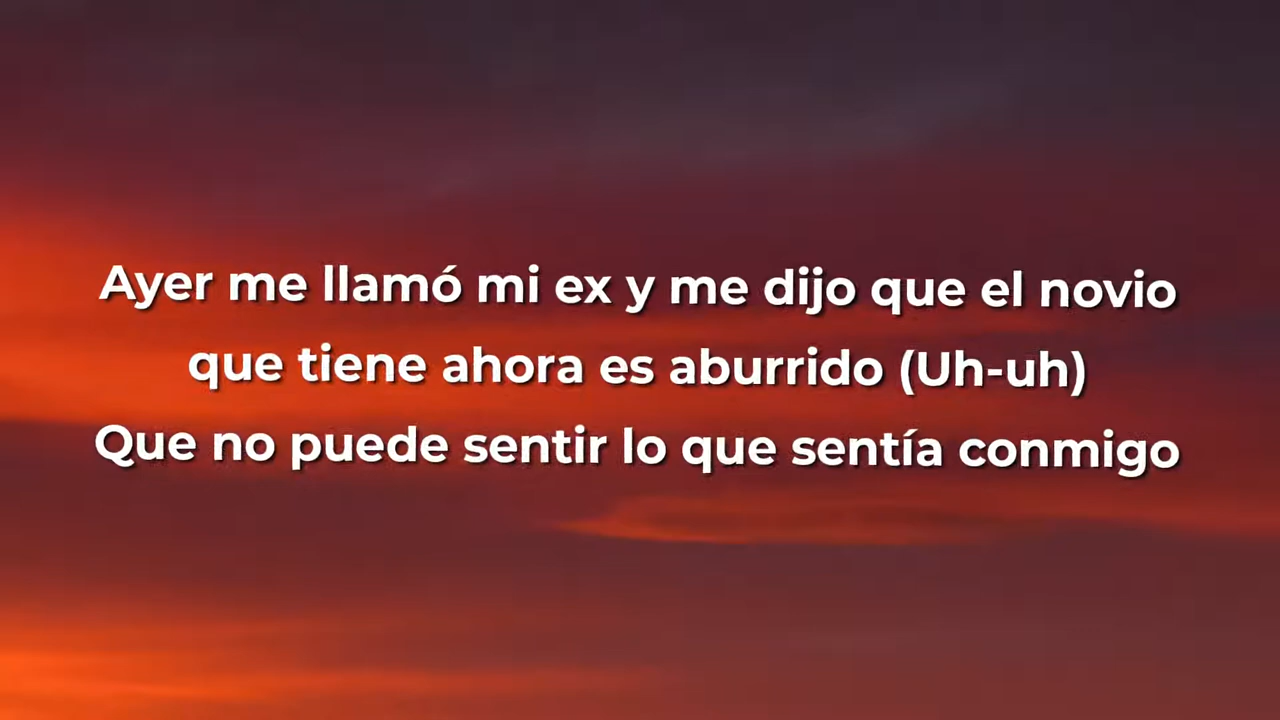 Ayer me llamó mi ex y me dijo que el novio
que tiene ahora es aburrido (Uh-uh)
Que no puede sentir lo que sentía conmigo